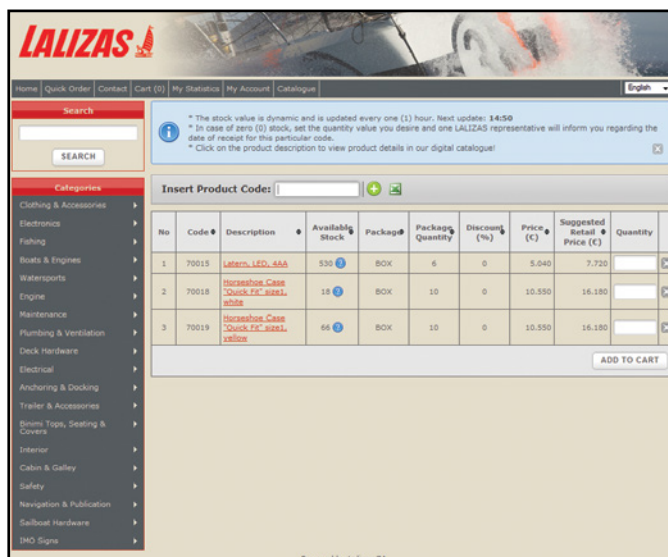 LALIZAS
Home Quick Order Contact Cart (0) My Statistics My Account Catalogue English
Search
SEARCH
* The stock value is dynamic and is updated every one (1) hour. Next update: 14:50
* In case of zero (0) stock, set the quantity value you desire and one LALIZAS representative will inform you regarding the
date of receipt for this particular code.
* Click on the product description to view product details in our digital catalogue!
Categories
Clothing & Accessories
Electronics
Fishing
Boats & Engines
Watersports
Engine
Maintenance
Plumbing & Ventilation
Deck Hardware
Electrical
Anchoring & Docking
Trailer & Accessories
Binimi Tops, Seating &
Covers
Interior
Cabin & Galley
Safety
Navigation & Publication
Sailboat Hardware
IMO Signs
Insert Product Code:
No Code Description Available Stock Package Package Quantity Discount (%) Price (€) Suggested Retail Price (€) Quantity
1 70015 Latern, LED, 4AA 530 BOX 6 0 5.040 7.720
2 70018 Horseshoe Case "Quick Fit" size1, white 18 BOX 10 0 10.550 16.180
3 70019 Horseshoe Case "Quick Fit" size1, yellow 66 BOX 10 0 10.550 16.180
ADD TO CART